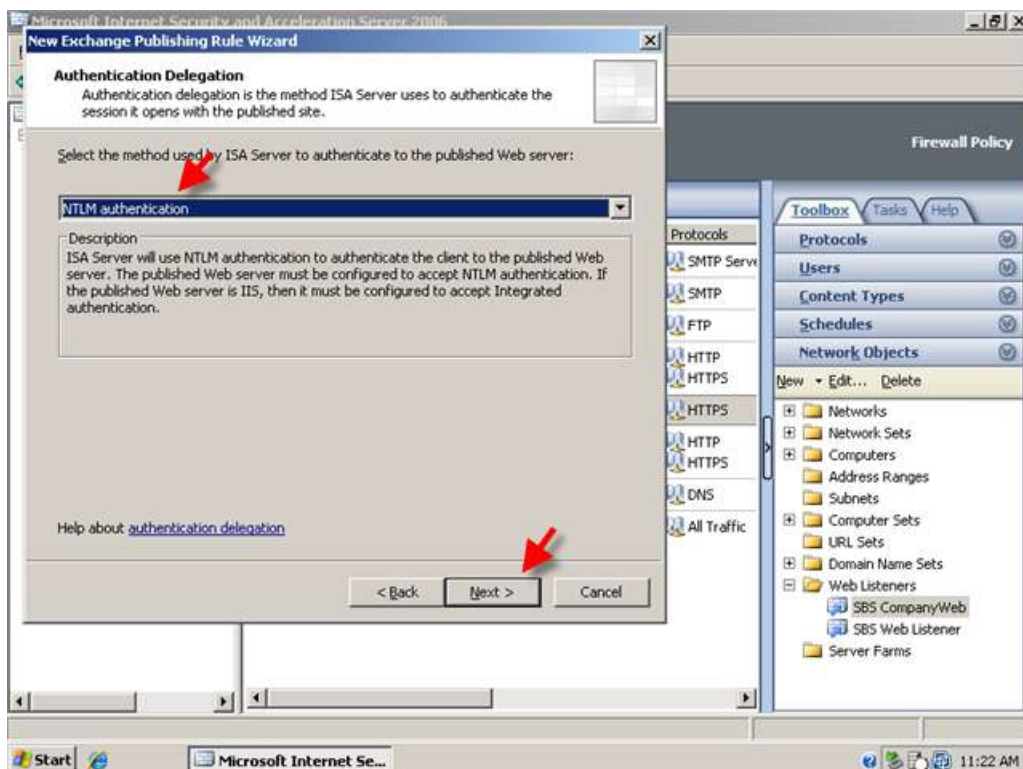 Microsoft Internet Security and Acceleration Server 2006
New Exchange Publishing Rule Wizard
Authentication Delegation
Authentication delegation is the method ISA Server uses to authenticate the
session it opens with the published site.
Select the method used by ISA Server to authenticate to the published Web server:
NTLM authentication
Description
ISA Server will use NTLM authentication to authenticate the client to the published Web
server. The published Web server must be configured to accept NTLM authentication. If
the published Web server is IIS, then it must be configured to accept Integrated
authentication.
Help about authentication delegation
< Back
Next >
Cancel
Firewall Policy
Protocols
SMTP Serve
SMTP
FTP
HTTP
HTTPS
HTTPS
HTTP
HTTPS
DNS
All Traffic
Toolbox
Tasks
Help
Protocols
Users
Content Types
Schedules
Network Objects
New
Edit...
Delete
Networks
Network Sets
Computers
Address Ranges
Subnets
Computer Sets
URL Sets
Domain Name Sets
Web Listeners
SBS CompanyWeb
SBS Web Listener
Server Farms
Start
Microsoft Internet Se...
11:22 AM